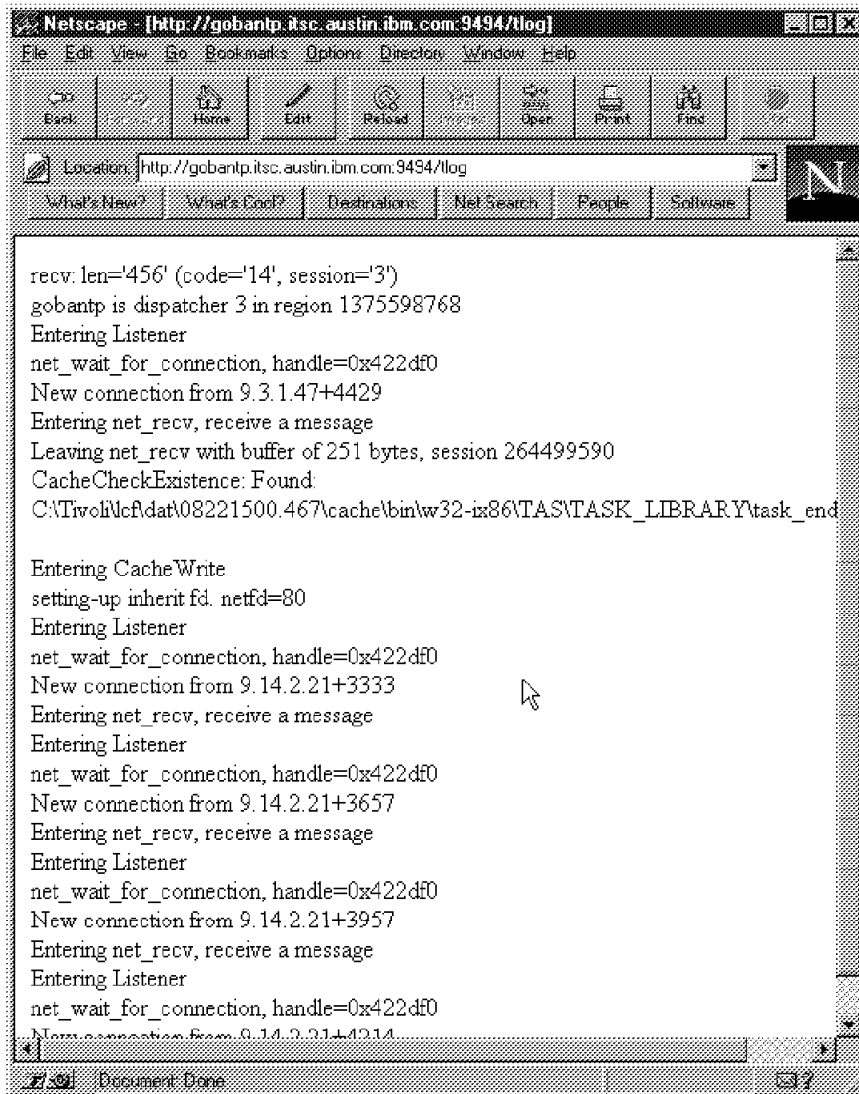 Netscape - [http://gobantp.itsc.austin.ibm.com:9494/tlog]
File Edit View Go Bookmarks Options Directory Window Help
Back Home Edit Reload Open Print Find
Location: http://gobantp.itsc.austin.ibm.com:9494/tlog
What's New? What's Cool? Destinations Net Search People Software
N
recv: len='456' (code='14', session='3')
gobantp is dispatcher 3 in region 1375598768
Entering Listener
net_wait_for_connection, handle=0x422df0
New connection from 9.3.1.47+4429
Entering net_recv, receive a message
Leaving net_recv with buffer of 251 bytes, session 264499590
CacheCheckExistence: Found:
C:\Tivoli\lcf\dat\08221500.467\cache\bin\w32-ix86\TAS\TASK_LIBRARY\task_end
Entering CacheWrite
setting-up inherit fd. netfd=80
Entering Listener
net_wait_for_connection, handle=0x422df0
New connection from 9.14.2.21+3333
Entering net_recv, receive a message
Entering Listener
net_wait_for_connection, handle=0x422df0
New connection from 9.14.2.21+3657
Entering net_recv, receive a message
Entering Listener
net_wait_for_connection, handle=0x422df0
New connection from 9.14.2.21+3957
Entering net_recv, receive a message
Entering Listener
net_wait_for_connection, handle=0x422df0
New connection from 9.14.2.21+4214
Document: Done